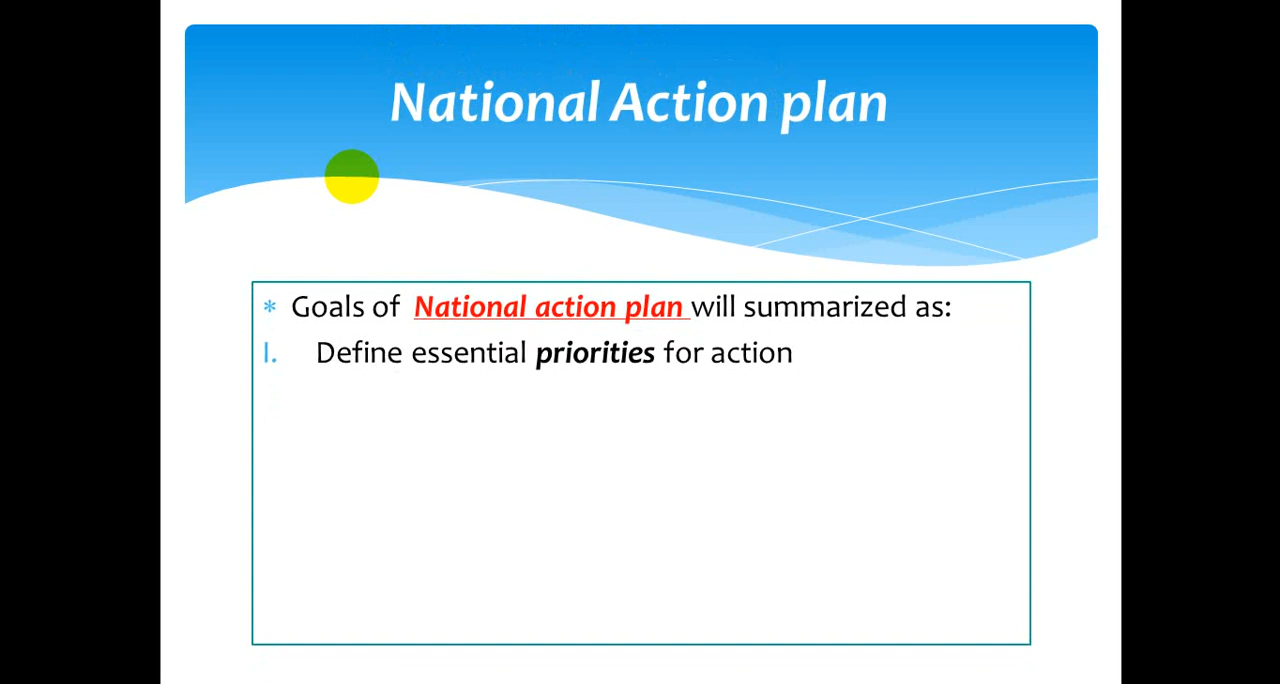 National Action plan
* Goals of National action plan will summarized as:
I. Define essential priorities for action